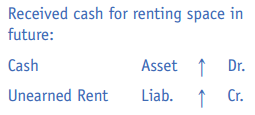 Received cash for renting space in
future:
Cash Asset ↑ Dr.
Unearned Rent Liab. ↑ Cr.